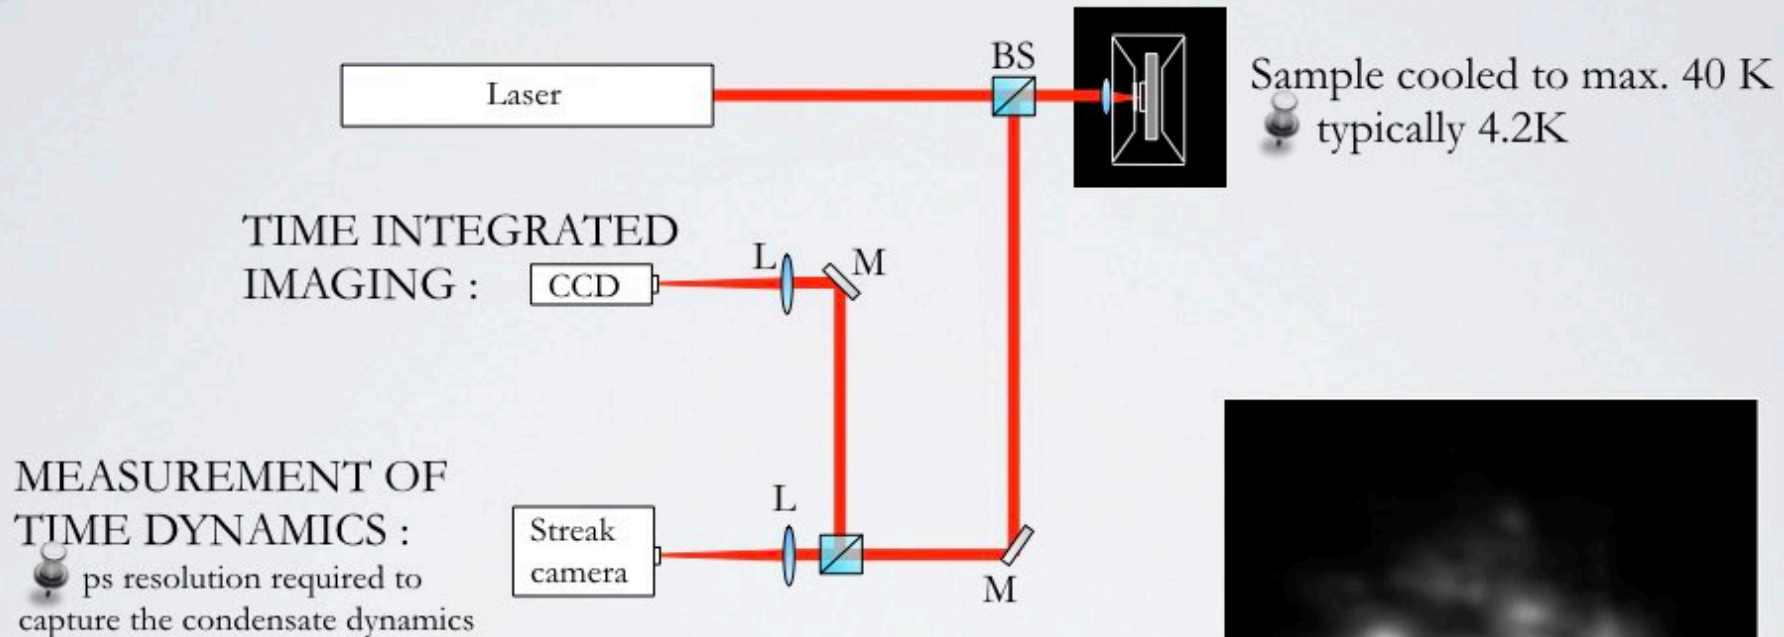 BS
Laser
Sample cooled to max. 40 K
typically 4.2K
TIME INTEGRATED
IMAGING :
CCD
L
M
MEASUREMENT OF
TIME DYNAMICS :
ps resolution required to
capture the condensate dynamics
Streak
camera
L
M